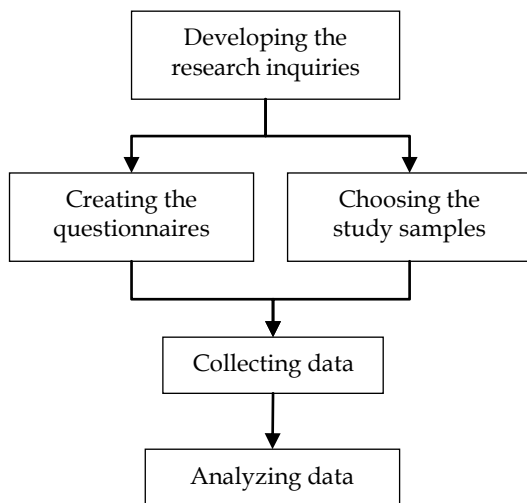 Developing the
research inquiries
Creating the
questionnaires
Choosing the
study samples
Collecting data
Analyzing data